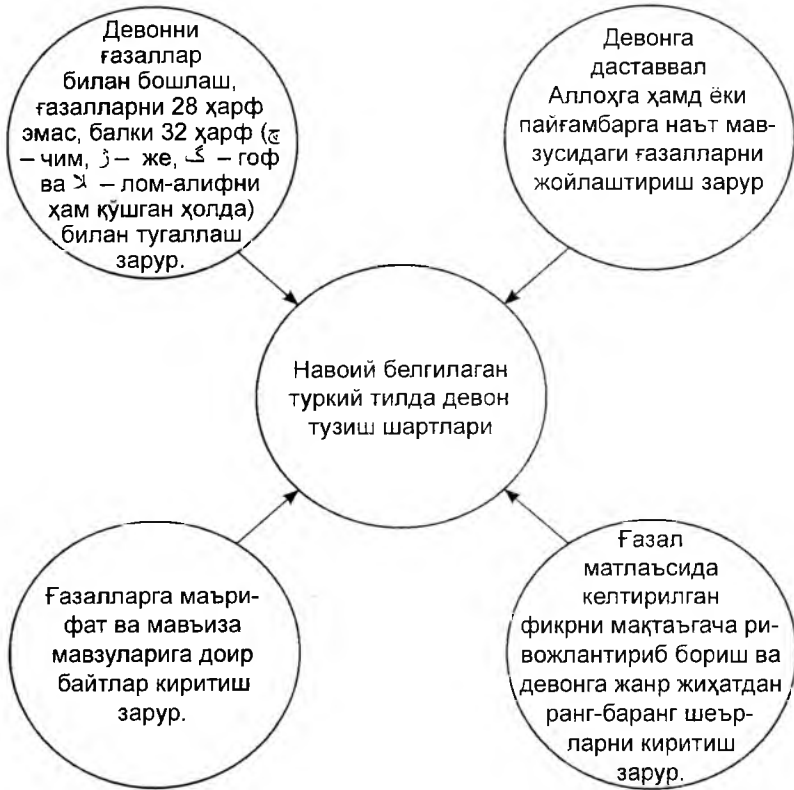 Девонни
ғазаллар
билан бошлаш,
ғазалларни 28 ҳарф
эмас, балки 32 ҳарф (چ
– чим, ژ – же, گ – гоф
ва لا – лом-алифни
ҳам қўшган ҳолда)
билан тугаллаш
зарур.
Девонга
даставвал
Аллоҳга ҳамд ёки
пайғамбарга наът мав-
зусидаги ғазалларни
жойлаштириш зарур
Навоий белгилаган
туркий тилда девон
тузиш шартлари
Ғазалларга маъри-
фат ва мавъиза
мавзуларига доир
байтлар киритиш
зарур.
Ғазал
матлаъсида
келтирилган
фикрни мақтаъгача ри-
вожлантириб бориш ва
девонга жанр жиҳатдан
ранг-баранг шеър-
ларни киритиш
зарур.